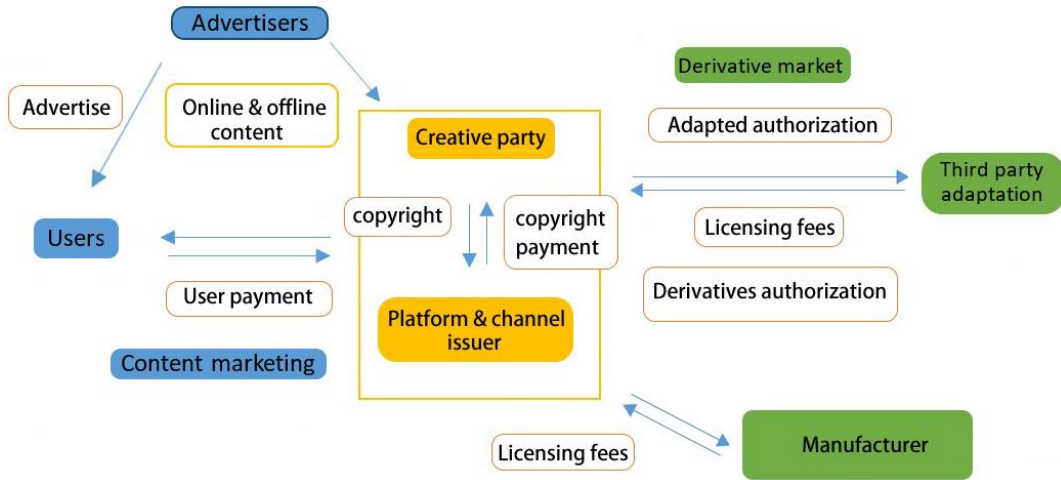 Advertisers
Derivative market
Advertise
Online & offline
content
Adapted authorization
Creative party
Third party
adaptation
copyright
copyright
payment
Licensing fees
Users
User payment
Derivatives authorization
Platform & channel
issuer
Content marketing
Licensing fees
Manufacturer